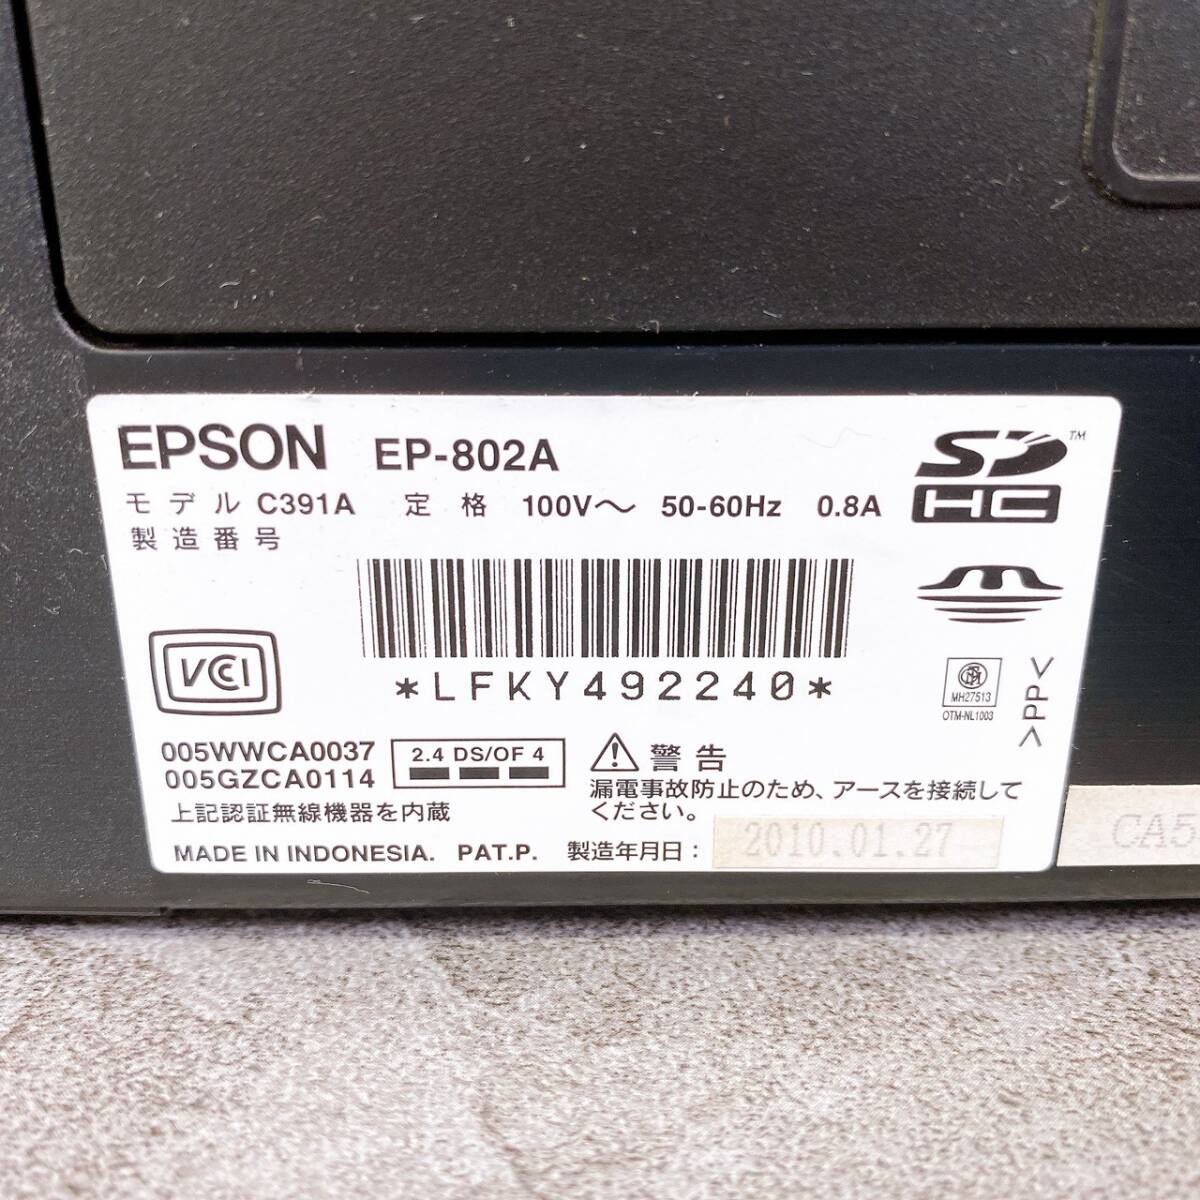 EPSON EP-802A
モデル C391A 定格 100V～ 50-60Hz 0.8A
製造番号
SD™
HC
*LFKY492240*
VCCI
MH27513
OTM-NL1003
>PP<
005WWCA0037
005GZCA0114
2.4 DS/OF 4
上記認証無線機器を内蔵
警告
漏電事故防止のため、アースを接続して
ください。
MADE IN INDONESIA. PAT.P. 製造年月日： 2010.01.27
CA5